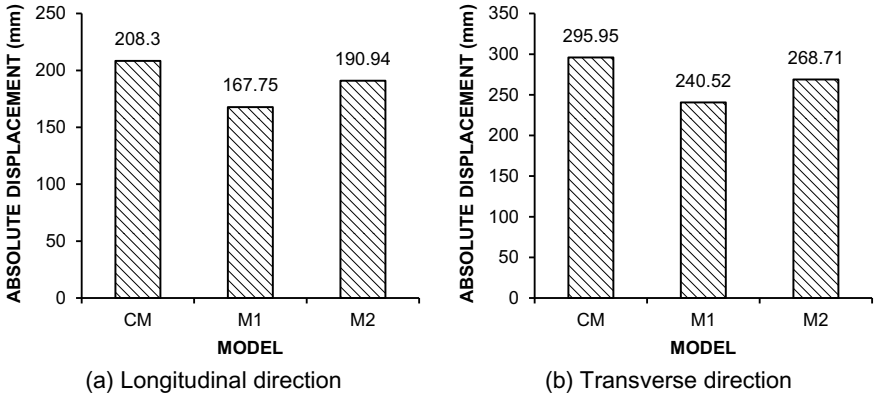 ABSOLUTE DISPLACEMENT (mm)
250
200
150
100
50
0
208.3
167.75
190.94
CM M1 M2
MODEL
(a) Longitudinal direction
ABSOLUTE DISPLACEMENT (mm)
350
300
250
200
150
100
50
0
295.95
240.52
268.71
CM M1 M2
MODEL
(b) Transverse direction